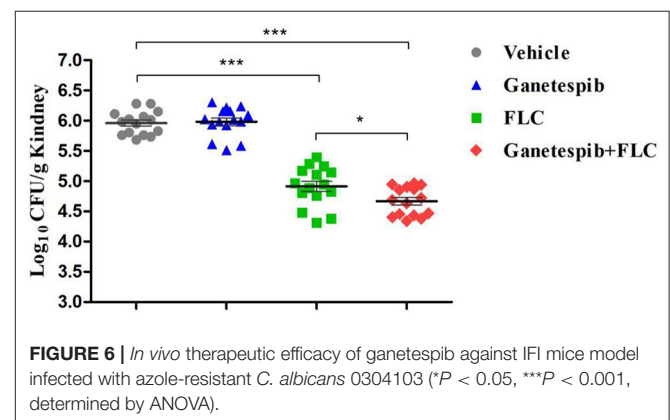 ***
***
*
7.0
6.5
6.0
5.5
5.0
4.5
4.0
3.5
3.0
Log10 CFU/g Kindney
Vehicle
Ganetespib
FLC
Ganetespib+FLC
FIGURE 6 | In vivo therapeutic efficacy of ganetespib against IFI mice model
infected with azole-resistant C. albicans 0304103 (*P < 0.05, ***P < 0.001,
determined by ANOVA).